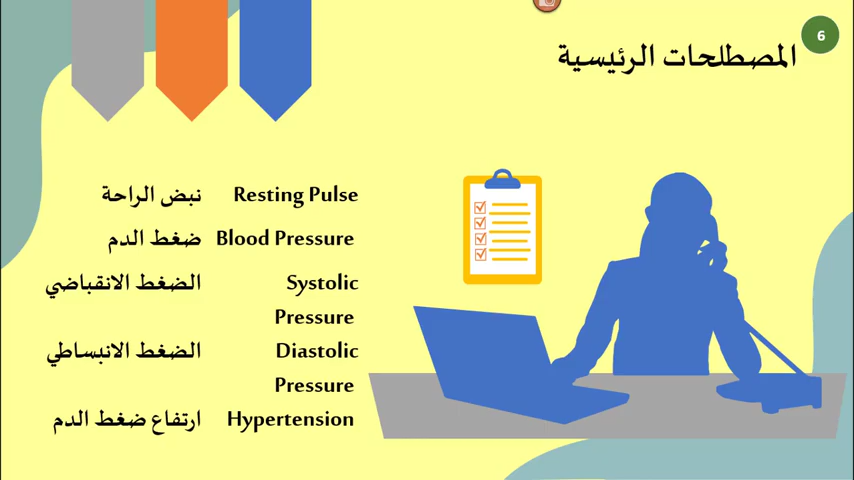 6
المصطلحات الرئيسية
Resting Pulse نبض الراحة
Blood Pressure ضغط الدم
Systolic الضغط الانقباضي
Pressure
Diastolic الضغط الانبساطي
Pressure
Hypertension ارتفاع ضغط الدم